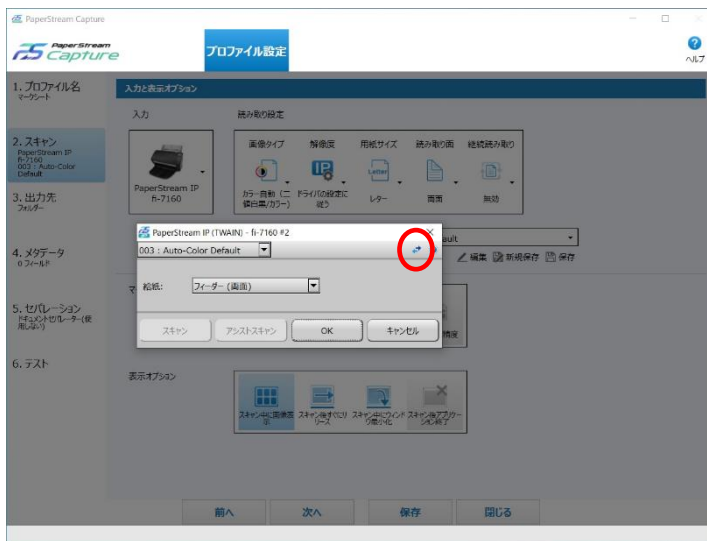 PaperStream Capture
PaperStream
Capture
プロファイル設定
ヘルプ
1. プロファイル名
マークシート
2. スキャン
PaperStream IP
fi-7160
003 : Auto-Color
Default
3. 出力先
フォルダー
4. メタデータ
0 フィールド
5. セパレーション
ドキュメントセパレーター(使
用しない)
6. テスト
入力と表示オプション
入力
読み取り設定
PaperStream IP
fi-7160
画像タイプ
解像度
用紙サイズ
読み取り面
継続読み取り
Letter
カラー自動 (二
値白黒/カラー)
ドライバの設定に
従う
レター
両面
無効
PaperStream IP (TWAIN) - fi-7160 #2
003 : Auto-Color Default
給紙:
フィーダー (両面)
スキャン
アシストスキャン
OK
キャンセル
ault
編集
新規保存
保存
マ
精度
表示オプション
スキャン中に画像表
示
スキャン後すぐにリ
リース
スキャン中にウィンド
ウ最小化
スキャン後アプリケー
ション終了
前へ
次へ
保存
閉じる